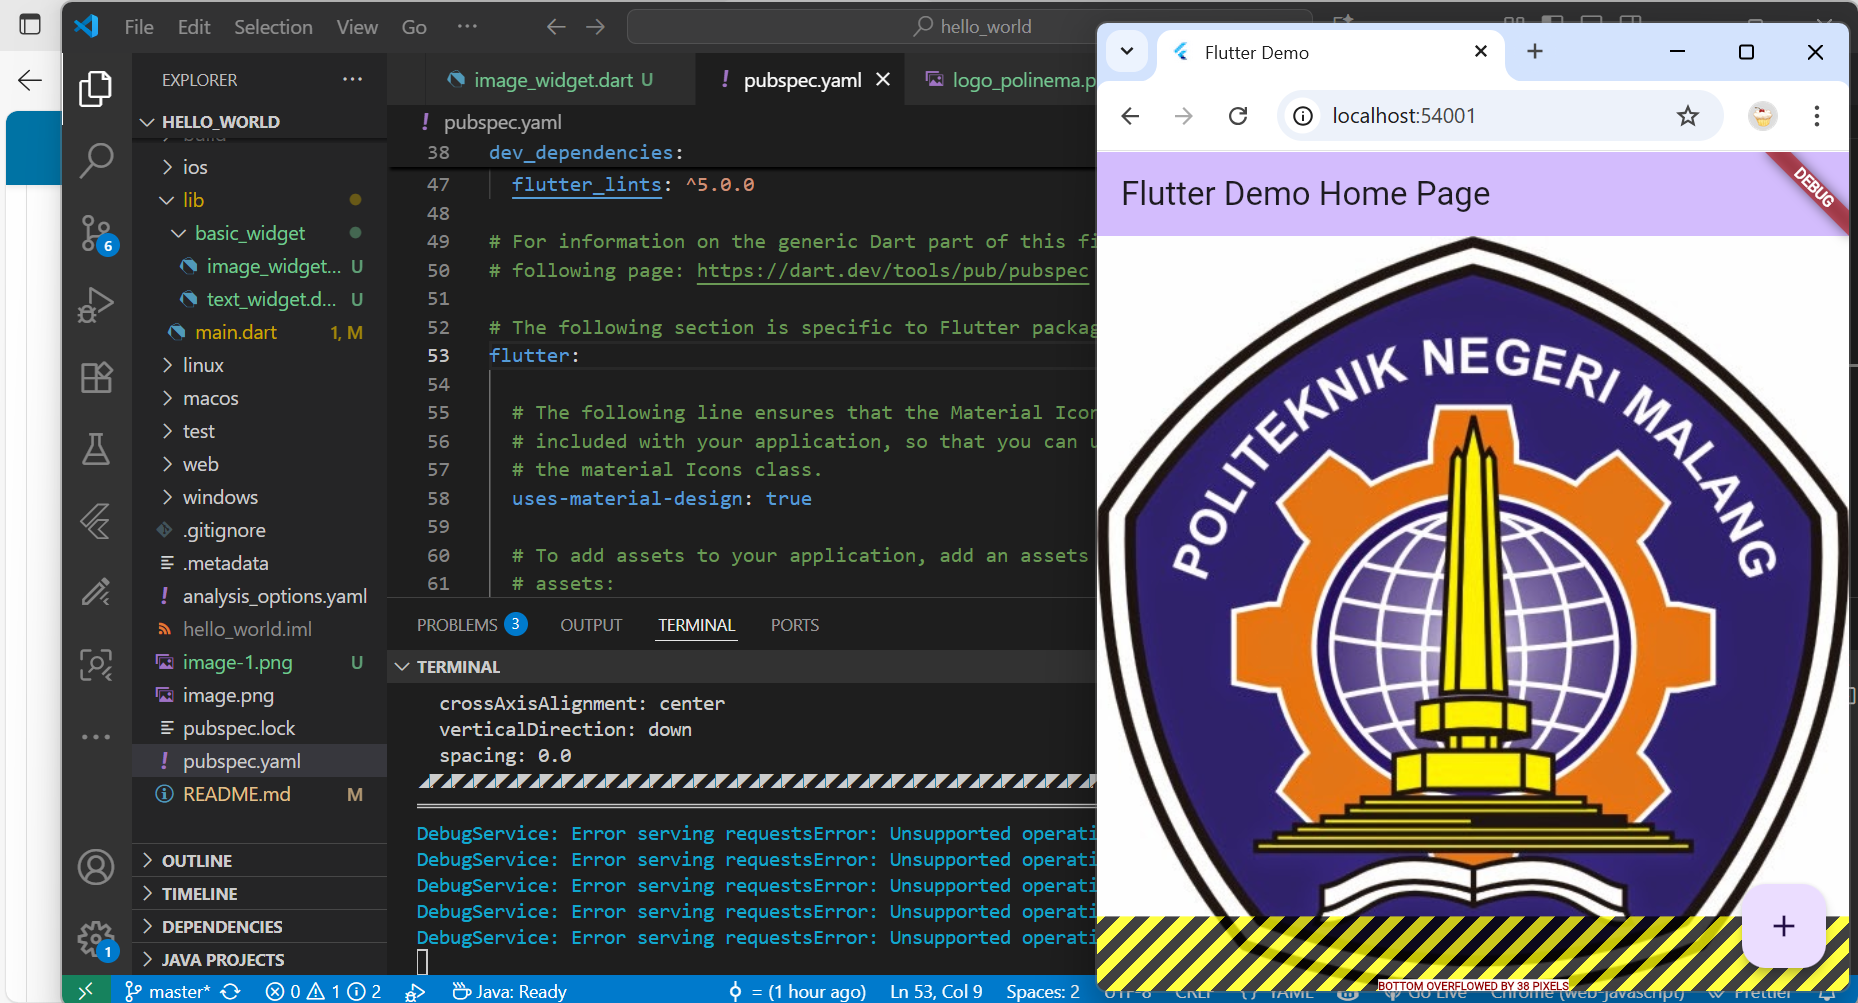 File Edit Selection View Go ··· hello_world
EXPLORER ···
HELLO_WORLD
ios
lib
basic_widget
image_widget... U
text_widget.d... U
main.dart 1, M
linux
macos
test
web
windows
.gitignore
.metadata
analysis_options.yaml
hello_world.iml
image-1.png U
image.png
pubspec.lock
pubspec.yaml
README.md M
OUTLINE
TIMELINE
DEPENDENCIES
JAVA PROJECTS
6
1
image_widget.dart U
pubspec.yaml
logo_polinema.p
pubspec.yaml
38 dev_dependencies:
47 flutter_lints: ^5.0.0
48
49 # For information on the generic Dart part of this fi
50 # following page: https://dart.dev/tools/pub/pubspec
51
52 # The following section is specific to Flutter packag
53 flutter:
54
55 # The following line ensures that the Material Icon
56 # included with your application, so that you can u
57 # the material Icons class.
58 uses-material-design: true
59
60 # To add assets to your application, add an assets
61 # assets:
PROBLEMS 3 OUTPUT TERMINAL PORTS
TERMINAL
crossAxisAlignment: center
verticalDirection: down
spacing: 0.0
DebugService: Error serving requestsError: Unsupported operati
DebugService: Error serving requestsError: Unsupported operati
DebugService: Error serving requestsError: Unsupported operati
DebugService: Error serving requestsError: Unsupported operati
DebugService: Error serving requestsError: Unsupported operati
master* 0 1 2 Java: Ready = (1 hour ago) Ln 53, Col 9 Spaces: 2
Flutter Demo
localhost:54001
Flutter Demo Home Page
DEBUG
POLITEKNIK NEGERI MALANG
BOTTOM OVERFLOWED BY 38 PIXELS